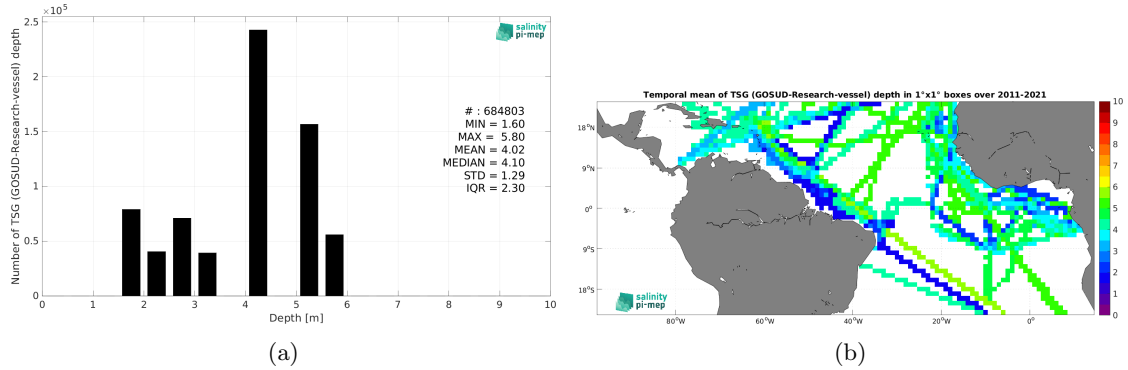 ×10⁵
2.5
2
1.5
1
0.5
0
Number of TSG (GOSUD-Research-vessel) depth
salinity
pi-mep
# : 684803
MIN = 1.60
MAX = 5.80
MEAN = 4.02
MEDIAN = 4.10
STD = 1.29
IQR = 2.30
0 1 2 3 4 5 6 7 8 9 10
Depth [m]
(a)
Temporal mean of TSG (GOSUD-Research-vessel) depth in 1°x1° boxes over 2011-2021
18°N
9°N
0°
9°S
18°S
80°W 60°W 40°W 20°W 0°
salinity
pi-mep
10
9
8
7
6
5
4
3
2
1
0
(b)